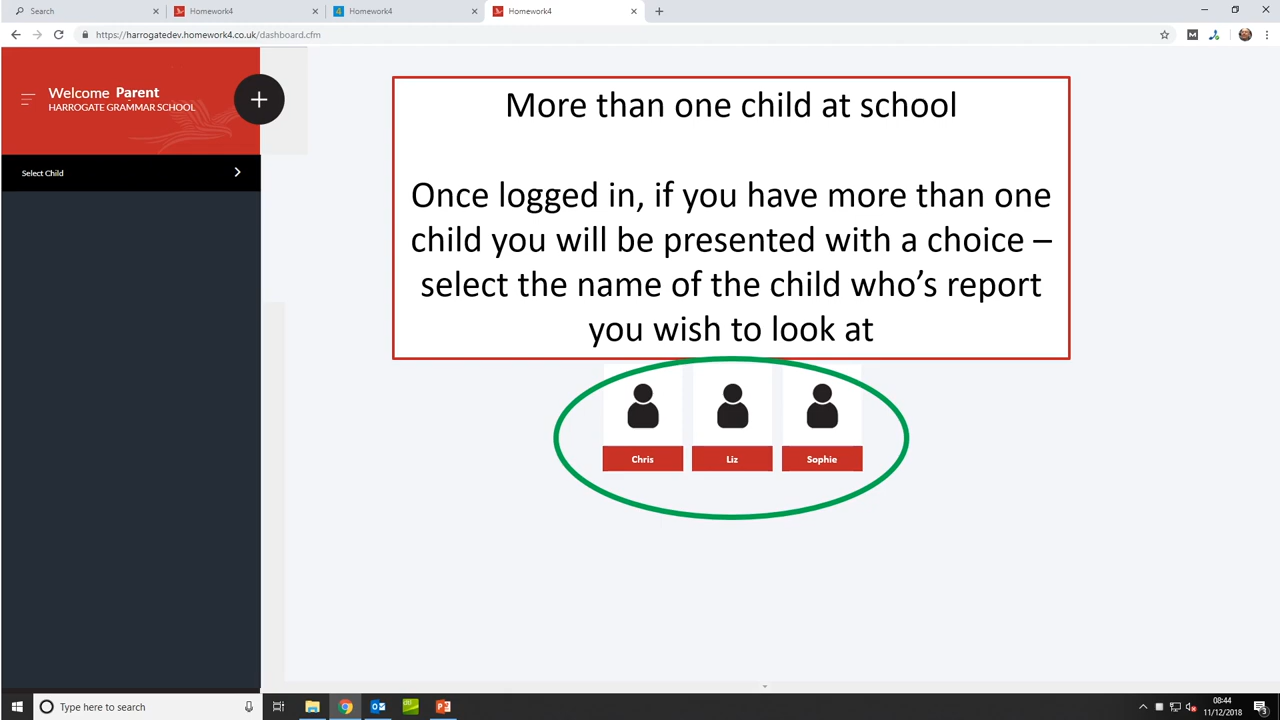 Search
Homework4
Homework4
Homework4
https://harrogatedev.homework4.co.uk/dashboard.cfm
Welcome Parent
HARROGATE GRAMMAR SCHOOL
Select Child
More than one child at school
Once logged in, if you have more than one
child you will be presented with a choice –
select the name of the child who’s report
you wish to look at
Chris
Liz
Sophie
Type here to search
08:44
11/12/2018